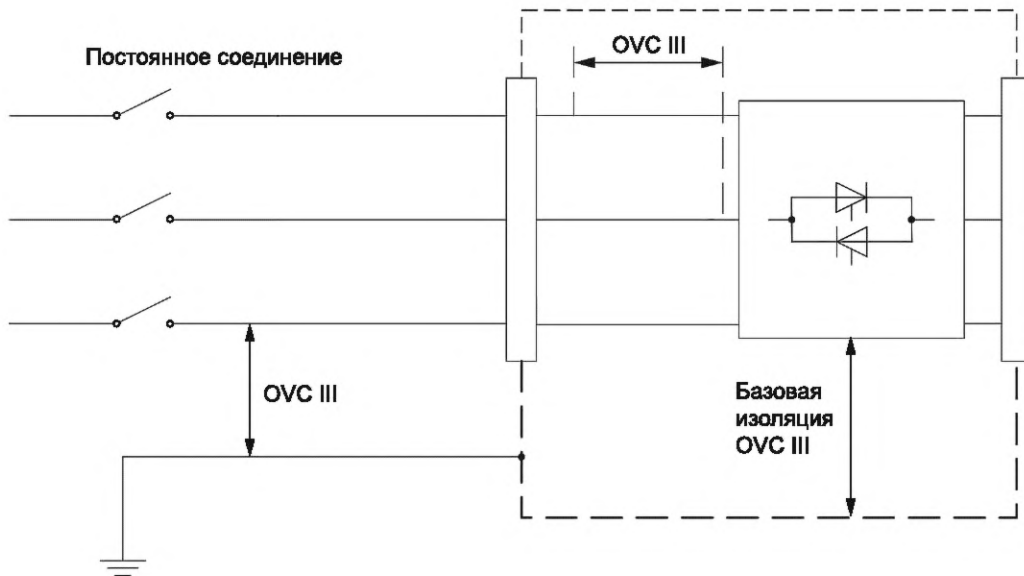 OVC III
Постоянное соединение
OVC III
Базовая
изоляция
OVC III